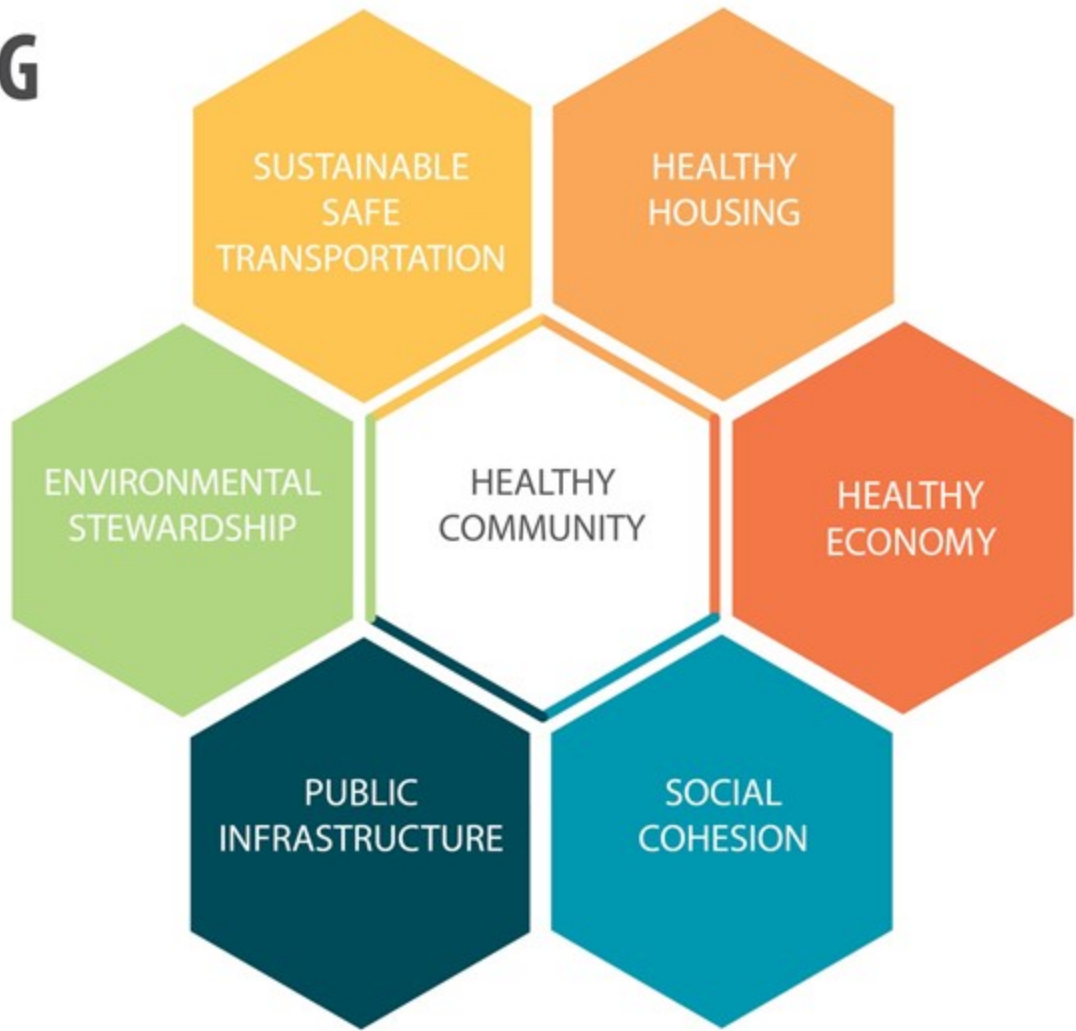 G
SUSTAINABLE
SAFE
TRANSPORTATION
HEALTHY
HOUSING
ENVIRONMENTAL
STEWARDSHIP
HEALTHY
COMMUNITY
HEALTHY
ECONOMY
PUBLIC
INFRASTRUCTURE
SOCIAL
COHESION